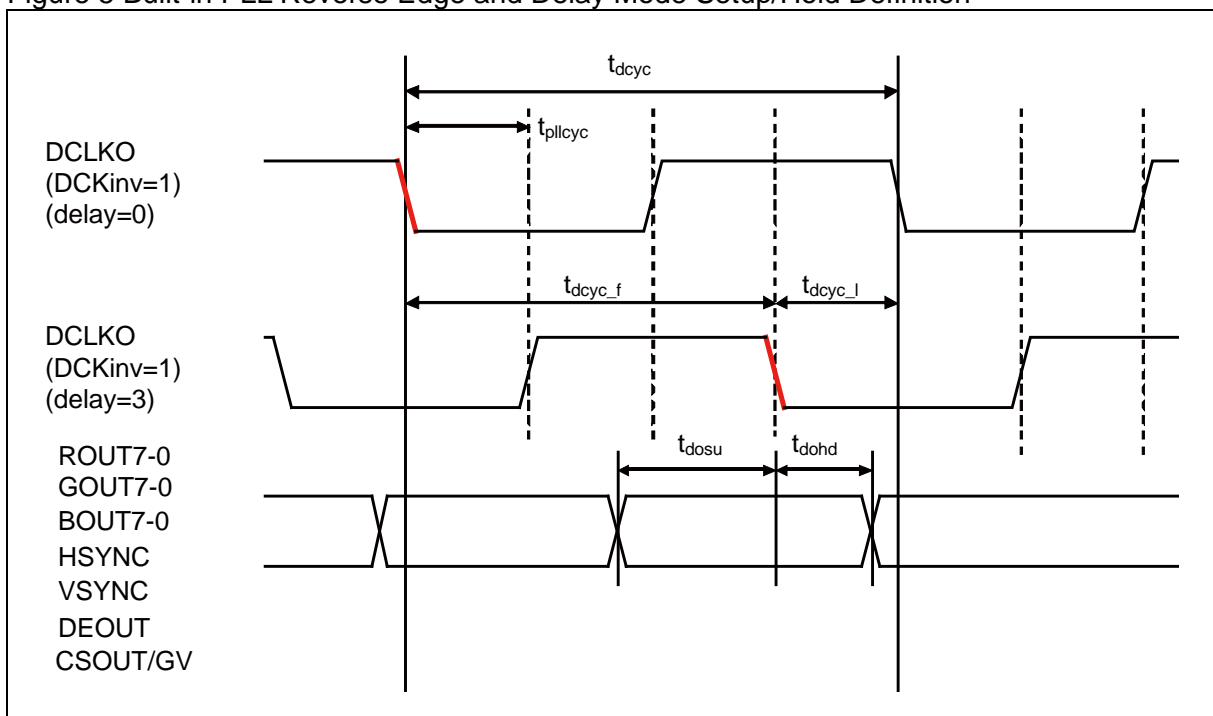 Figure 8 Built-in PLL Reverse Edge and Delay Mode Setup/Hold Definition
tdcyc
tpllcyc
DCLKO
(DCKinv=1)
(delay=0)
tdcyc_f
tdcyc_l
DCLKO
(DCKinv=1)
(delay=3)
tdosu
tdohd
ROUT7-0
GOUT7-0
BOUT7-0
HSYNC
VSYNC
DEOUT
CSOUT/GV